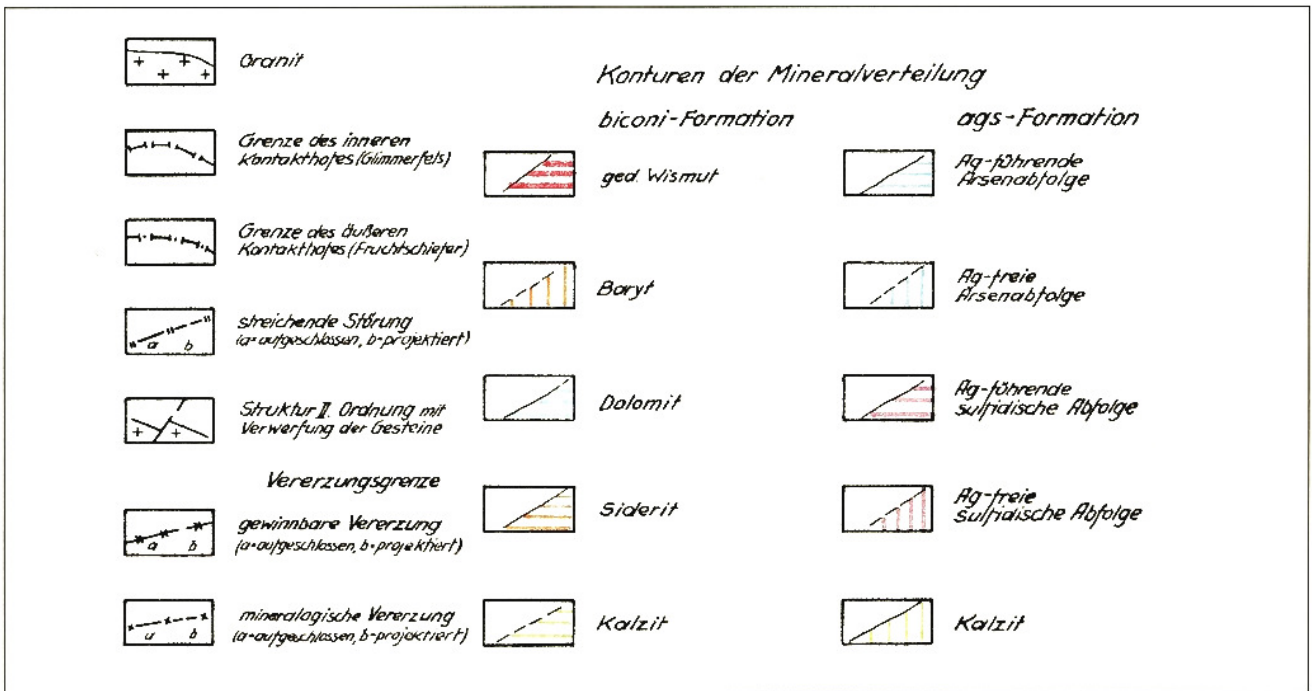 Granit
Grenze des inneren
Kontakthofes (Glimmerfels)
Grenze des äußeren
Kontakthofes (Fruchtschiefer)
streichende Störung
(a=aufgeschlossen, b=projektiert)
a b
Struktur II. Ordnung mit
Verwerfung der Gesteine
Vererzungsgrenze
gewinnbare Vererzung
(a=aufgeschlossen, b=projektiert)
a b
mineralogische Vererzung
(a=aufgeschlossen, b=projektiert)
a b
Konturen der Mineralverteilung
biconi-Formation
ged. Wismut
Baryt
Dolomit
Siderit
Kalzit
ags-Formation
Ag-führende
Arsenabfolge
Ag-freie
Arsenabfolge
Ag-führende
sulfidische Abfolge
Ag-freie
sulfidische Abfolge
Kalzit